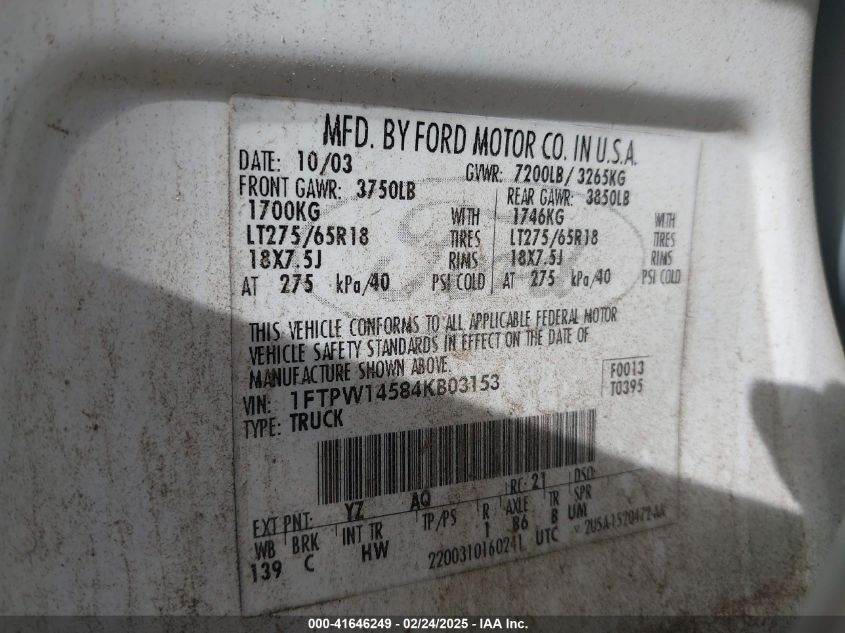 MFD. BY FORD MOTOR CO. IN U.S.A.
DATE: 10/03 GVWR: 7200LB/ 3265KG
FRONT GAWR: 3750LB REAR GAWR: 3850LB
1700KG WITH 1746KG WITH
LT275/65R18 TIRES LT275/65R18 TIRES
18X7.5J RIMS 18X7.5J RIMS
AT 275 kPa/40 PSI COLD AT 275 kPa/40 PSI COLD
THIS VEHICLE CONFORMS TO ALL APPLICABLE FEDERAL MOTOR
VEHICLE SAFETY STANDARDS IN EFFECT ON THE DATE OF
MANUFACTURE SHOWN ABOVE.
VIN: 1FTPW14584KB03153 F0013
TYPE: TRUCK T0395
EXT PNT: YZ AQ RC: 21 DSO:
WB BRK INT TR TP/PS R AXLE TR SPR
139 C HW 1 B6 B UM
2200310160241 UTC
000-41646249 - 02/24/2025 - IAA Inc.